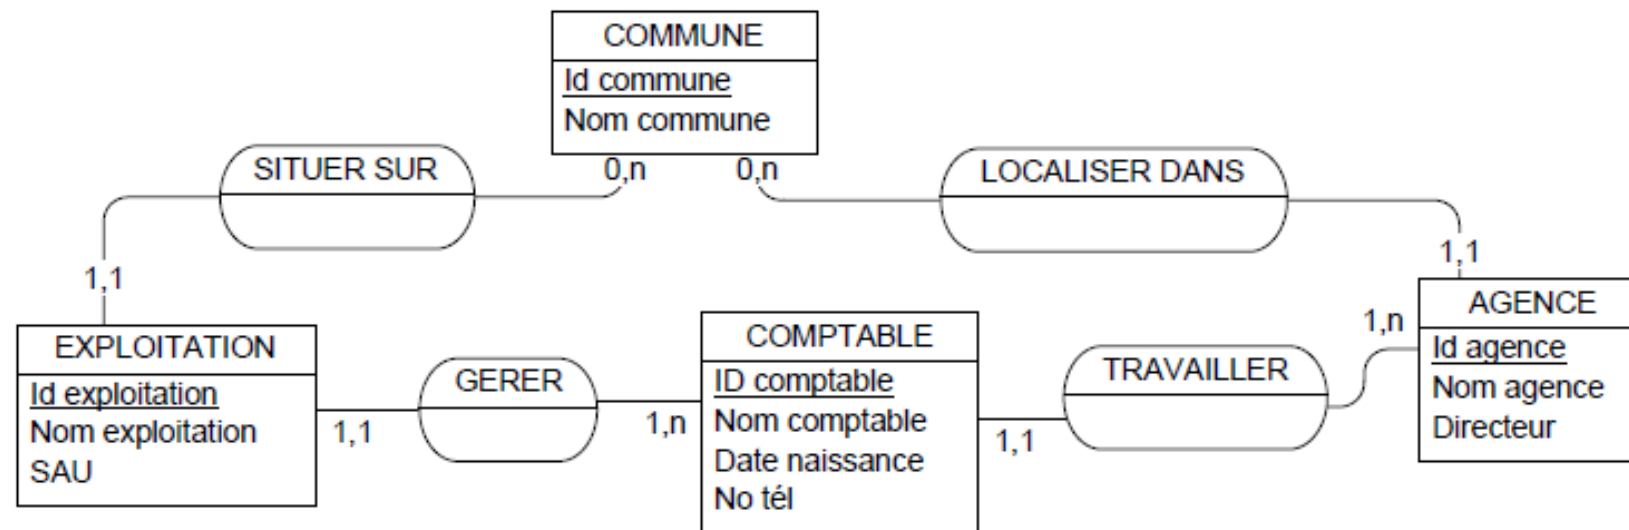 COMMUNE
Id commune
Nom commune
0,n
0,n
SITUER SUR
LOCALISER DANS
1,1
1,1
EXPLOITATION
Id exploitation
Nom exploitation
SAU
1,1
GERER
1,n
COMPTABLE
ID comptable
Nom comptable
Date naissance
No tél
1,1
TRAVAILLER
1,n
AGENCE
Id agence
Nom agence
Directeur